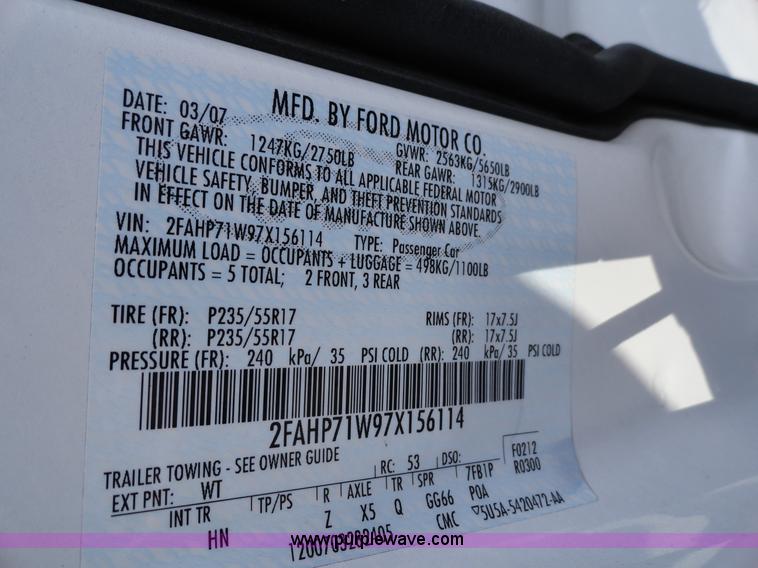 DATE: 03/07 MFD. BY FORD MOTOR CO.
FRONT GAWR: 1247KG/2750LB GVWR: 2563KG/5650LB
REAR GAWR: 1315KG/2900LB
THIS VEHICLE CONFORMS TO ALL APPLICABLE FEDERAL MOTOR
VEHICLE SAFETY, BUMPER, AND THEFT PREVENTION STANDARDS
IN EFFECT ON THE DATE OF MANUFACTURE SHOWN ABOVE.
VIN: 2FAHP71W97X156114 TYPE: Passenger Car
MAXIMUM LOAD = OCCUPANTS + LUGGAGE = 498KG/1100LB
OCCUPANTS = 5 TOTAL; 2 FRONT, 3 REAR
TIRE (FR): P235/55R17 RIMS (FR): 17x7.5J
(RR): P235/55R17 (RR): 17x7.5J
PRESSURE (FR): 240 kPa/ 35 PSI COLD (RR): 240 kPa/ 35 PSI COLD
2FAHP71W97X156114
TRAILER TOWING - SEE OWNER GUIDE
F0212
R0300
EXT PNT: WT RC: 53 DSO: 7FB1P
INT TR TP/PS R AXLE TR SPR POA
HN Z X5 Q GG66
CMC ▽5U5A-5420472-AA
www.purplewave.com